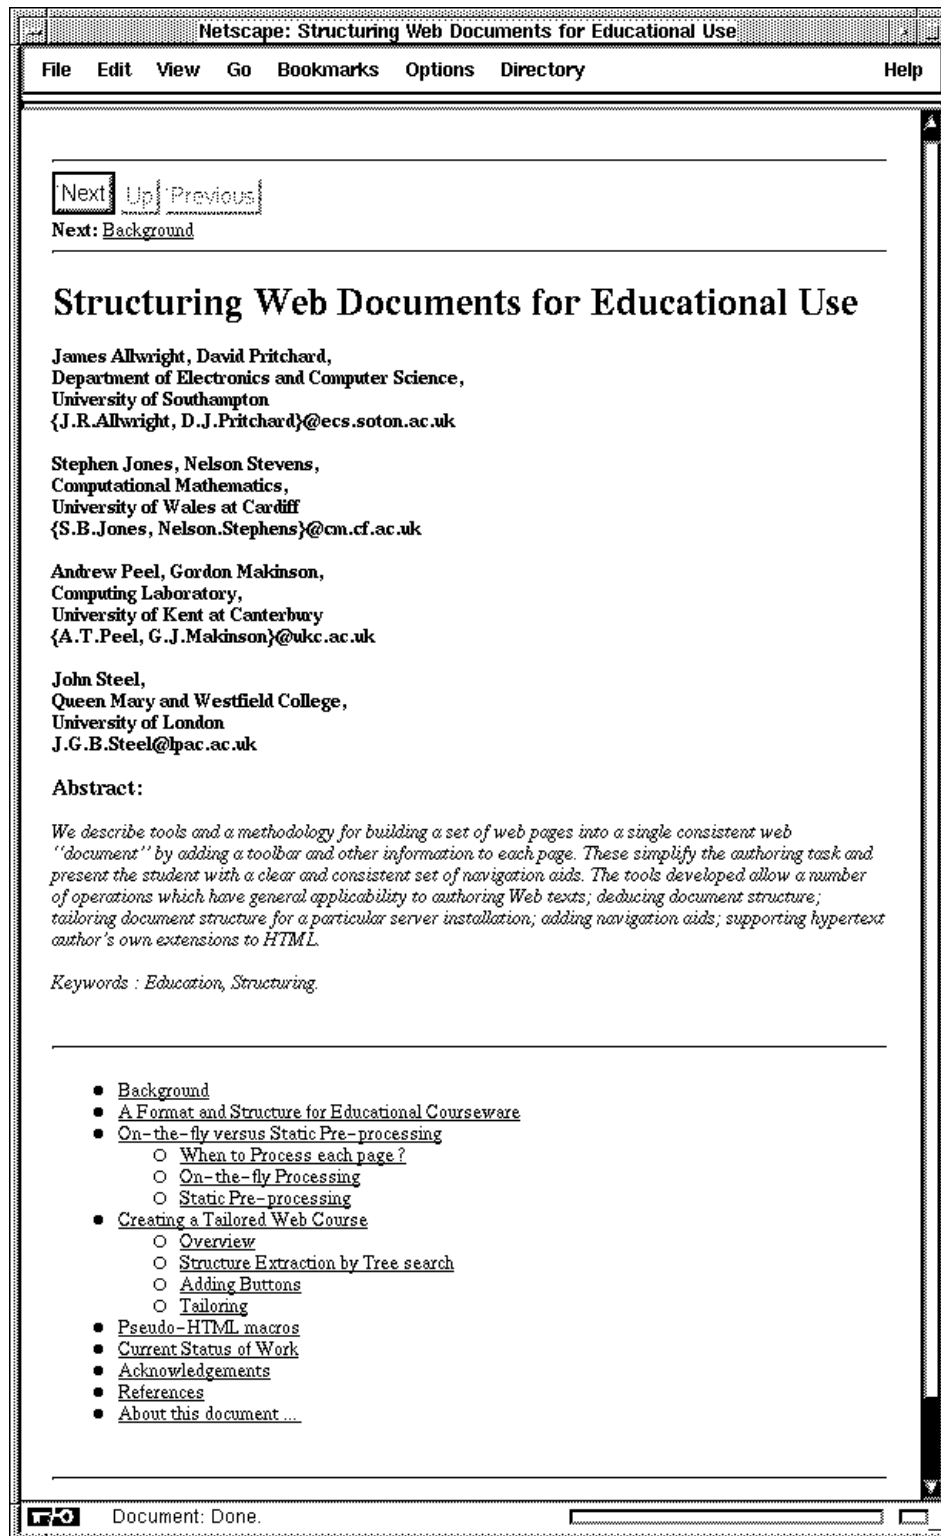 Netscape: Structuring Web Documents for Educational Use
File Edit View Go Bookmarks Options Directory Help
Next Up Previous
Next: Background
Structuring Web Documents for Educational Use
James Allwright, David Pritchard,
Department of Electronics and Computer Science,
University of Southampton
{J.R.Allwright, D.J.Pritchard}@ecs.soton.ac.uk
Stephen Jones, Nelson Stevens,
Computational Mathematics,
University of Wales at Cardiff
{S.B.Jones, Nelson.Stephens}@cm.cf.ac.uk
Andrew Peel, Gordon Makinson,
Computing Laboratory,
University of Kent at Canterbury
{A.T.Peel, G.J.Makinson}@ukc.ac.uk
John Steel,
Queen Mary and Westfield College,
University of London
J.G.B.Steel@lpac.ac.uk
Abstract:
We describe tools and a methodology for building a set of web pages into a single consistent web
``document'' by adding a toolbar and other information to each page. These simplify the authoring task and
present the student with a clear and consistent set of navigation aids. The tools developed allow a number
of operations which have general applicability to authoring Web texts; deducing document structure;
tailoring document structure for a particular server installation; adding navigation aids; supporting hypertext
author's own extensions to HTML.
Keywords : Education, Structuring.
● Background
● A Format and Structure for Educational Courseware
● On-the-fly versus Static Pre-processing
○ When to Process each page ?
○ On-the-fly Processing
○ Static Pre-processing
● Creating a Tailored Web Course
○ Overview
○ Structure Extraction by Tree search
○ Adding Buttons
○ Tailoring
● Pseudo-HTML macros
● Current Status of Work
● Acknowledgements
● References
● About this document ...
Document: Done.